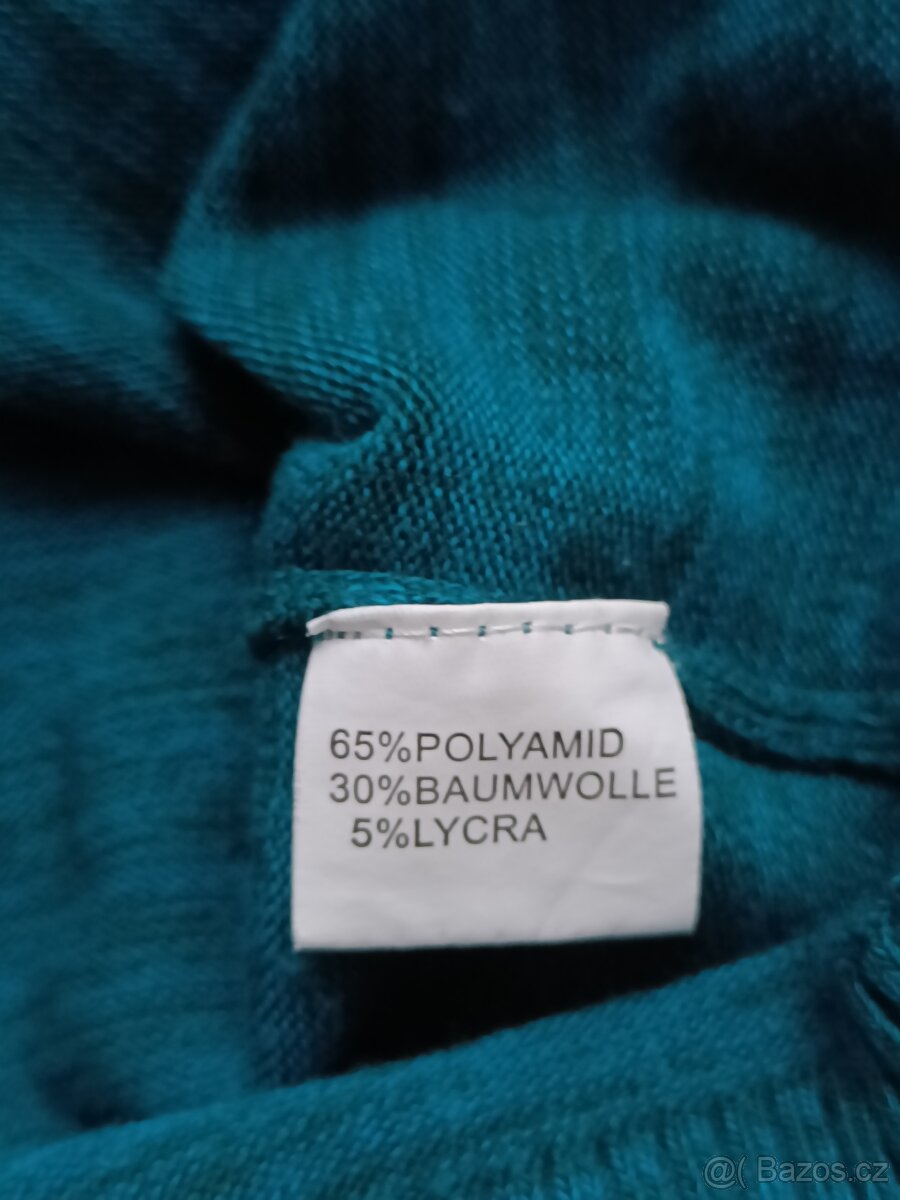 65%POLYAMID
30%BAUMWOLLE
5%LYCRA
@( Bazos.cz